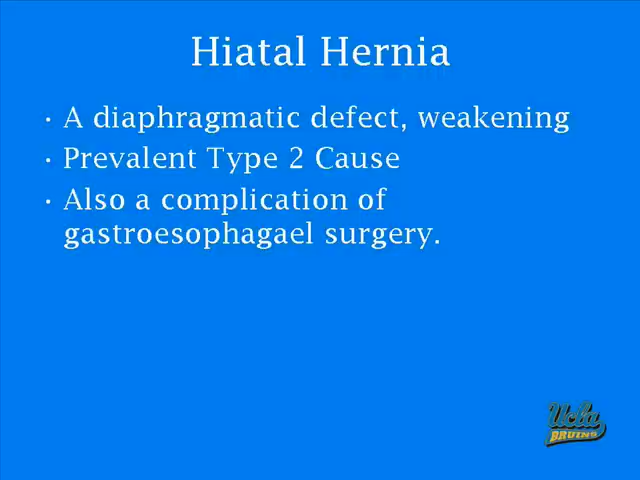 Hiatal Hernia
· A diaphragmatic defect, weakening
· Prevalent Type 2 Cause
· Also a complication of
gastroesophagael surgery.
Ucla
BRUINS